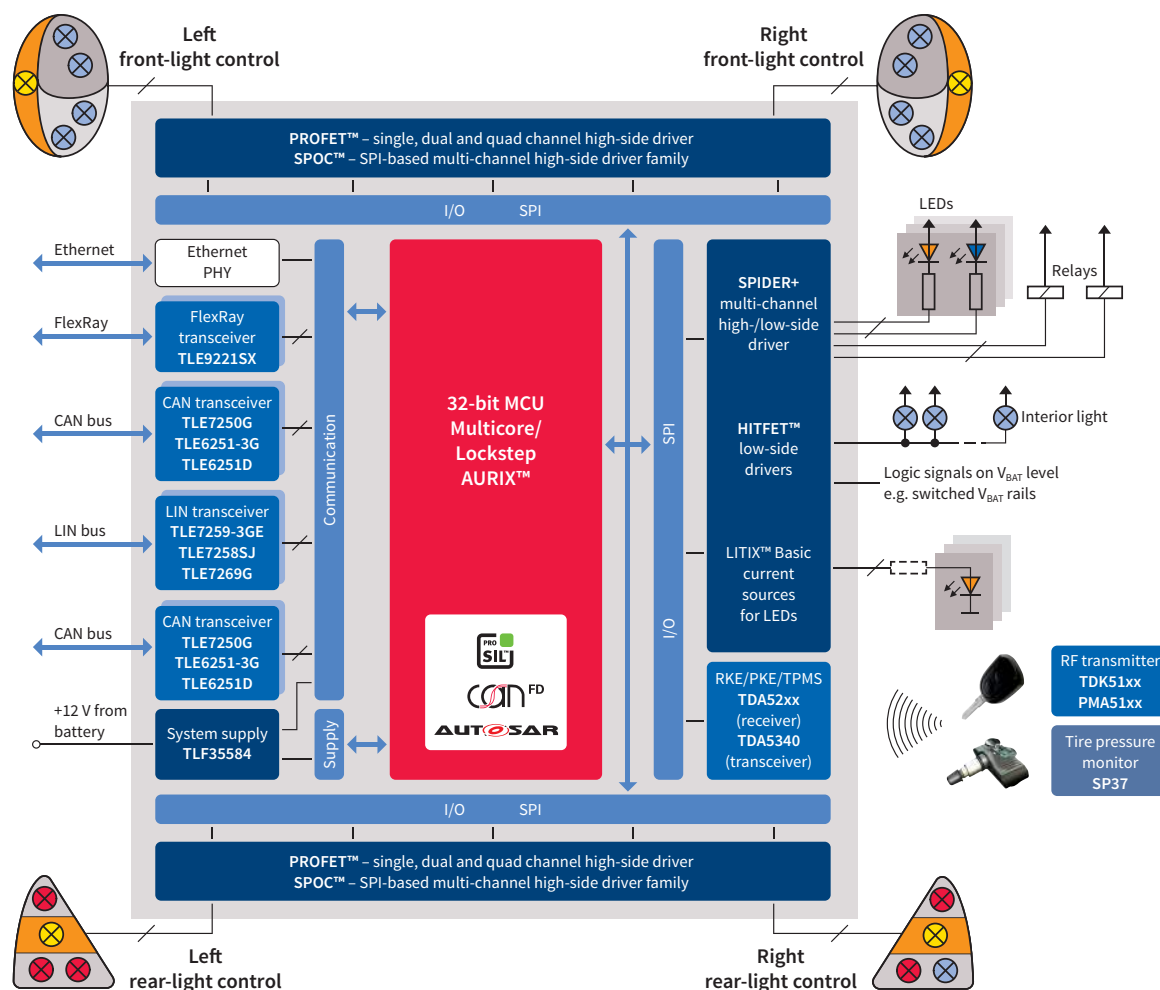 Left
front-light control
Right
front-light control
PROFET™ – single, dual and quad channel high-side driver
SPOC™ – SPI-based multi-channel high-side driver family
I/O SPI
LEDs
Relays
Ethernet
Ethernet
PHY
FlexRay
FlexRay
transceiver
TLE9221SX
CAN bus
CAN transceiver
TLE7250G
TLE6251-3G
TLE6251D
LIN bus
LIN transceiver
TLE7259-3GE
TLE7258SJ
TLE7269G
CAN bus
CAN transceiver
TLE7250G
TLE6251-3G
TLE6251D
+12 V from
battery
System supply
TLF35584
Communication
Supply
32-bit MCU
Multicore/
Lockstep
AURIX™
PRO
SIL™
CAN FD
AUTOSAR
SPI
I/O
SPIDER+
multi-channel
high-/low-side
driver
HITFET™
low-side
drivers
LITIX™ Basic
current
sources
for LEDs
Interior light
Logic signals on VBAT level
e.g. switched VBAT rails
RKE/PKE/TPMS
TDA52xx
(receiver)
TDA5340
(transceiver)
RF transmitter
TDK51xx
PMA51xx
Tire pressure
monitor
SP37
I/O SPI
PROFET™ – single, dual and quad channel high-side driver
SPOC™ – SPI-based multi-channel high-side driver family
Left
rear-light control
Right
rear-light control